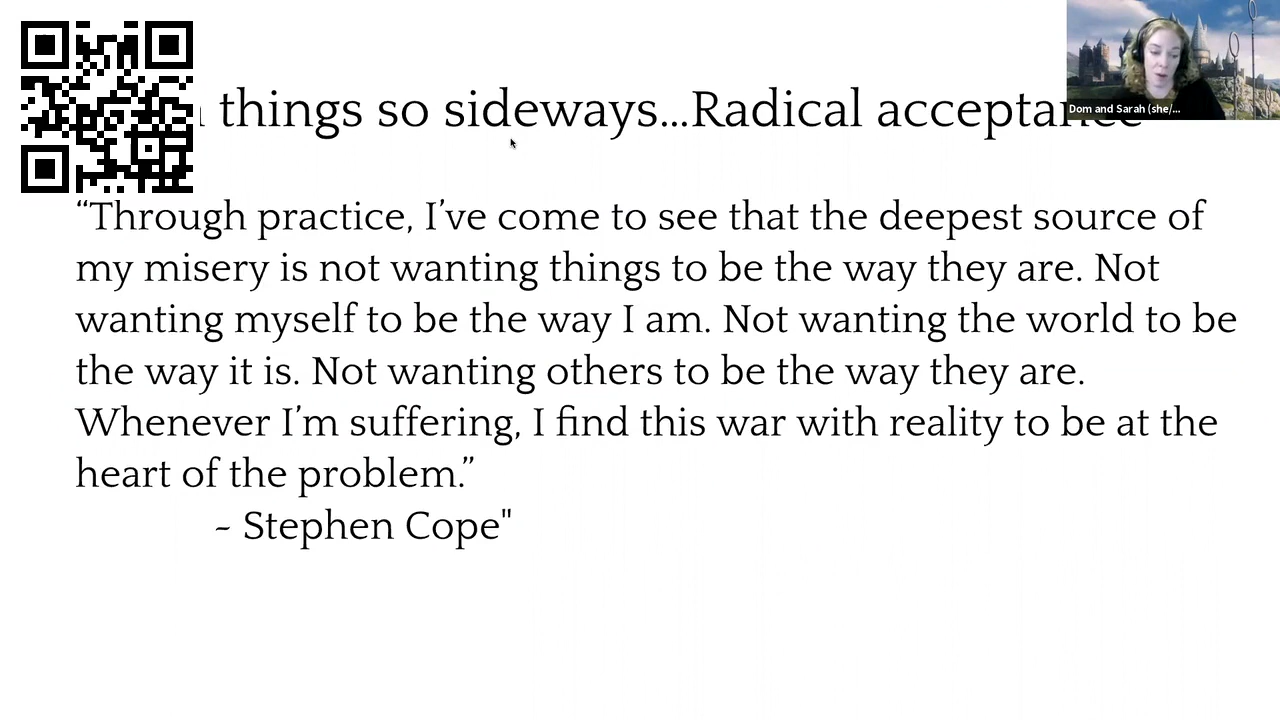 things so sideways...Radical acceptance
Dom and Sarah (she/...
“Through practice, I’ve come to see that the deepest source of
my misery is not wanting things to be the way they are. Not
wanting myself to be the way I am. Not wanting the world to be
the way it is. Not wanting others to be the way they are.
Whenever I’m suffering, I find this war with reality to be at the
heart of the problem.”
~ Stephen Cope"